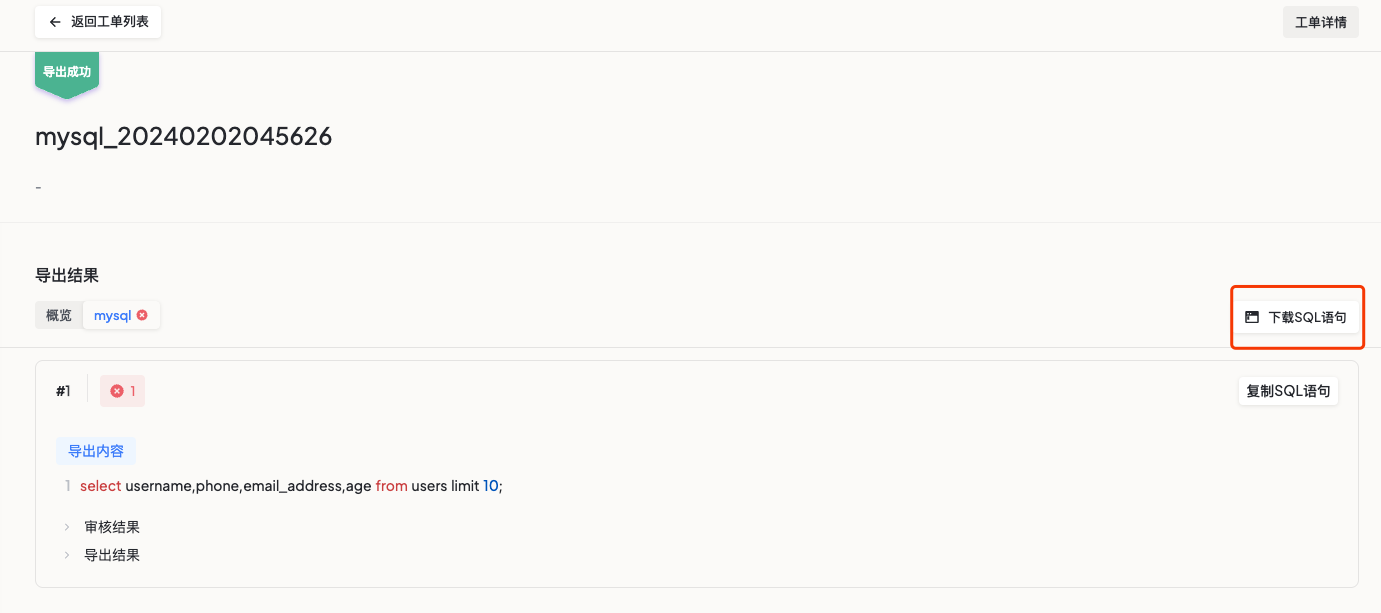 返回工单列表
工单详情
导出成功
mysql_20240202045626
-
导出结果
概览 mysql
下载SQL语句
#1 1
复制SQL语句
导出内容
1 select username,phone,email_address,age from users limit 10;
审核结果
导出结果